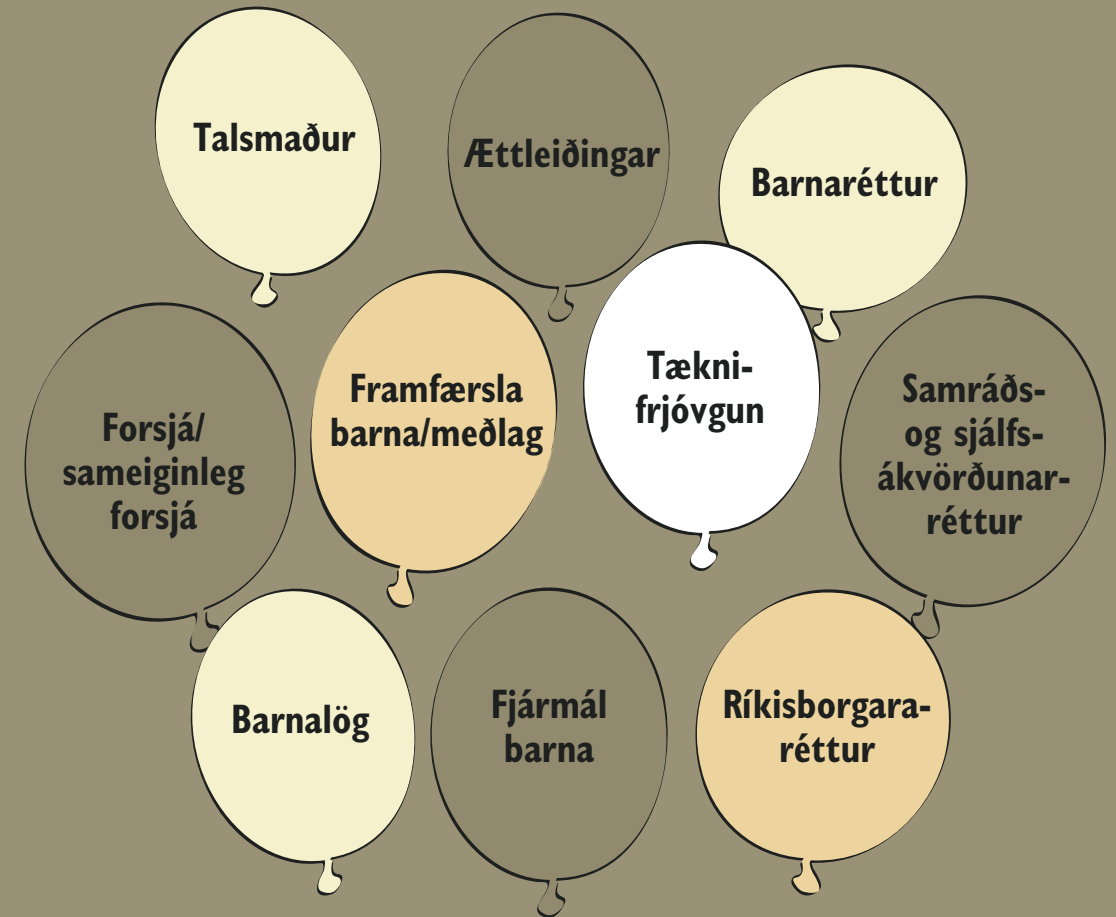 Talsmaður
Ættleiðingar
Barnaréttur
Forsjá/
sameiginleg
forsjá
Framfærsla
barna/meðlag
Tækni-
frjóvgun
Samráðs-
og sjálfs-
ákvörðunar-
réttur
Barnalög
Fjármál
barna
Ríkisborgara-
réttur